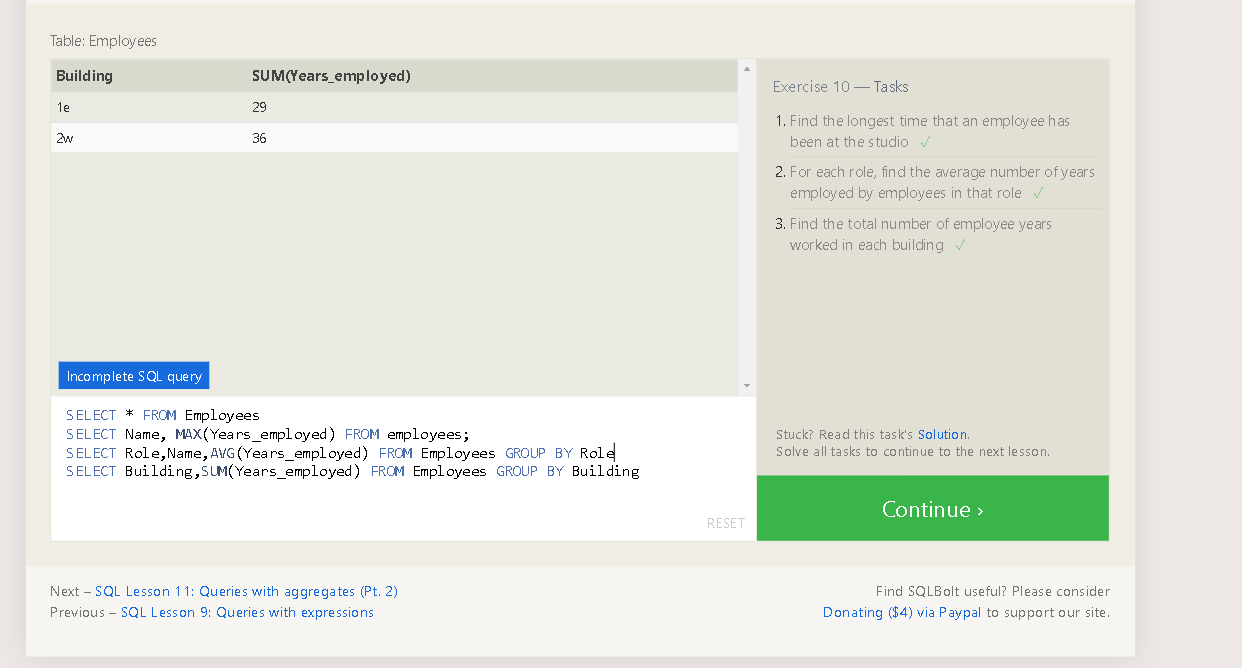 Table: Employees
Building SUM(Years_employed)
1e 29
2w 36
Incomplete SQL query
SELECT * FROM Employees
SELECT Name, MAX(Years_employed) FROM employees;
SELECT Role,Name,AVG(Years_employed) FROM Employees GROUP BY Role
SELECT Building,SUM(Years_employed) FROM Employees GROUP BY Building
RESET
Exercise 10 — Tasks
1. Find the longest time that an employee has
been at the studio ✓
2. For each role, find the average number of years
employed by employees in that role ✓
3. Find the total number of employee years
worked in each building ✓
Stuck? Read this task's Solution.
Solve all tasks to continue to the next lesson.
Continue ›
Next – SQL Lesson 11: Queries with aggregates (Pt. 2)
Previous – SQL Lesson 9: Queries with expressions
Find SQLBolt useful? Please consider
Donating ($4) via Paypal to support our site.